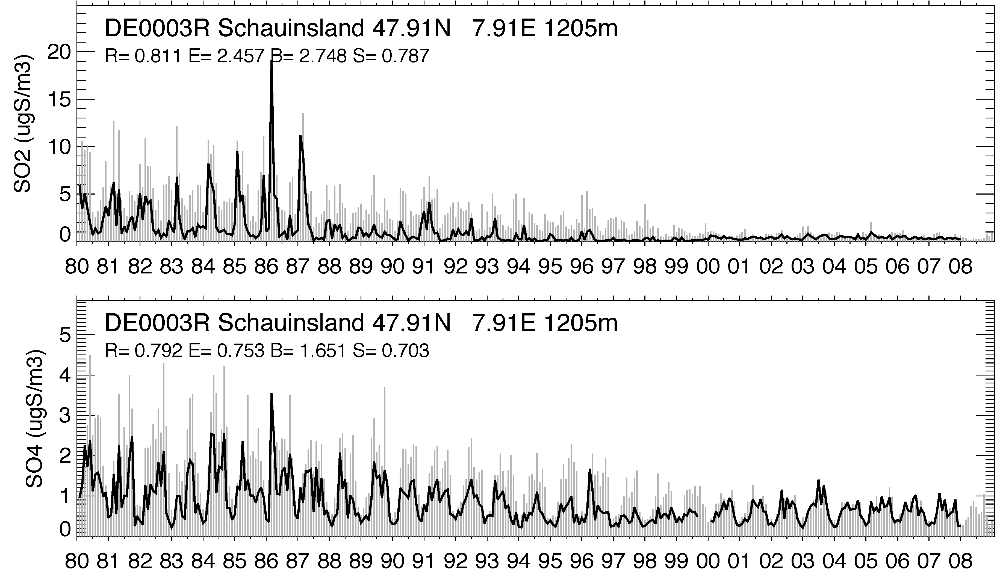 DE0003R Schauinsland 47.91N 7.91E 1205m
R= 0.811 E= 2.457 B= 2.748 S= 0.787
SO2 (ugS/m3)
20
15
10
5
0
80 81 82 83 84 85 86 87 88 89 90 91 92 93 94 95 96 97 98 99 00 01 02 03 04 05 06 07 08
DE0003R Schauinsland 47.91N 7.91E 1205m
R= 0.792 E= 0.753 B= 1.651 S= 0.703
SO4 (ugS/m3)
5
4
3
2
1
0
80 81 82 83 84 85 86 87 88 89 90 91 92 93 94 95 96 97 98 99 00 01 02 03 04 05 06 07 08